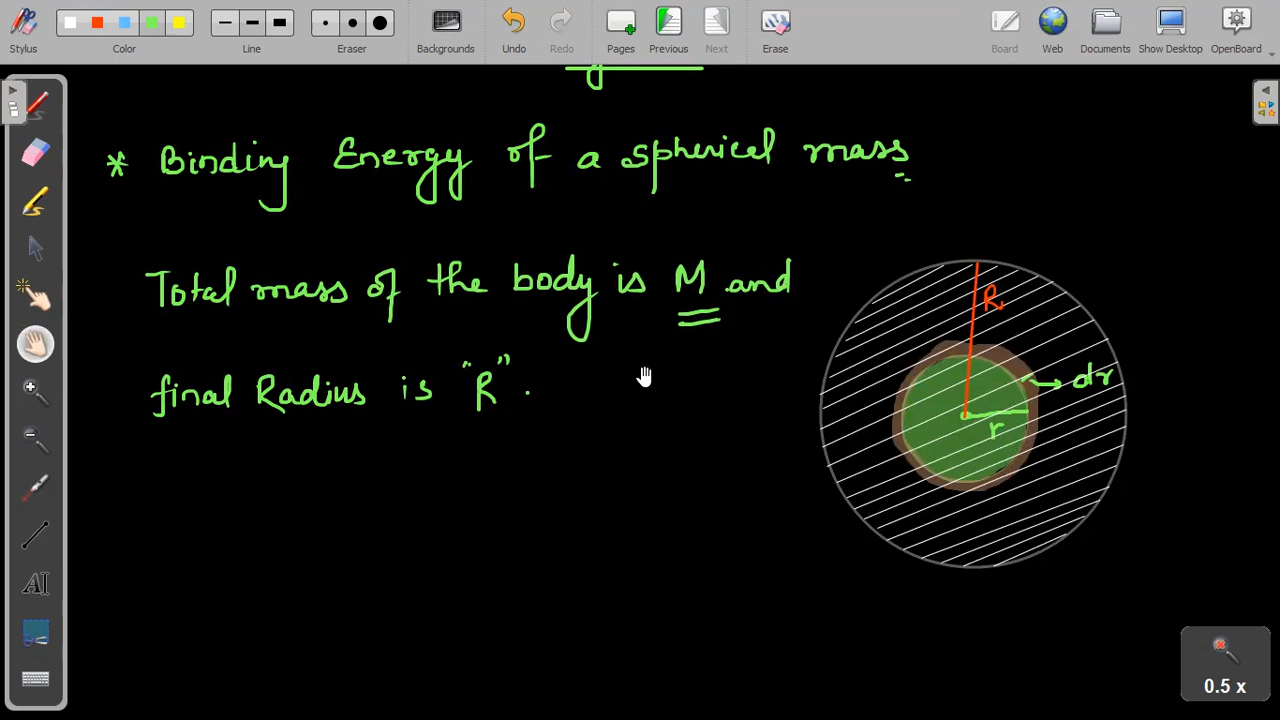 Stylus Color Line Eraser Backgrounds Undo Redo Pages Previous Next Erase Board Web Documents Show Desktop OpenBoard
* Binding Energy of a spherical mass
Total mass of the body is M and
final Radius is "R".
R
dr
r
AI
0.5 x